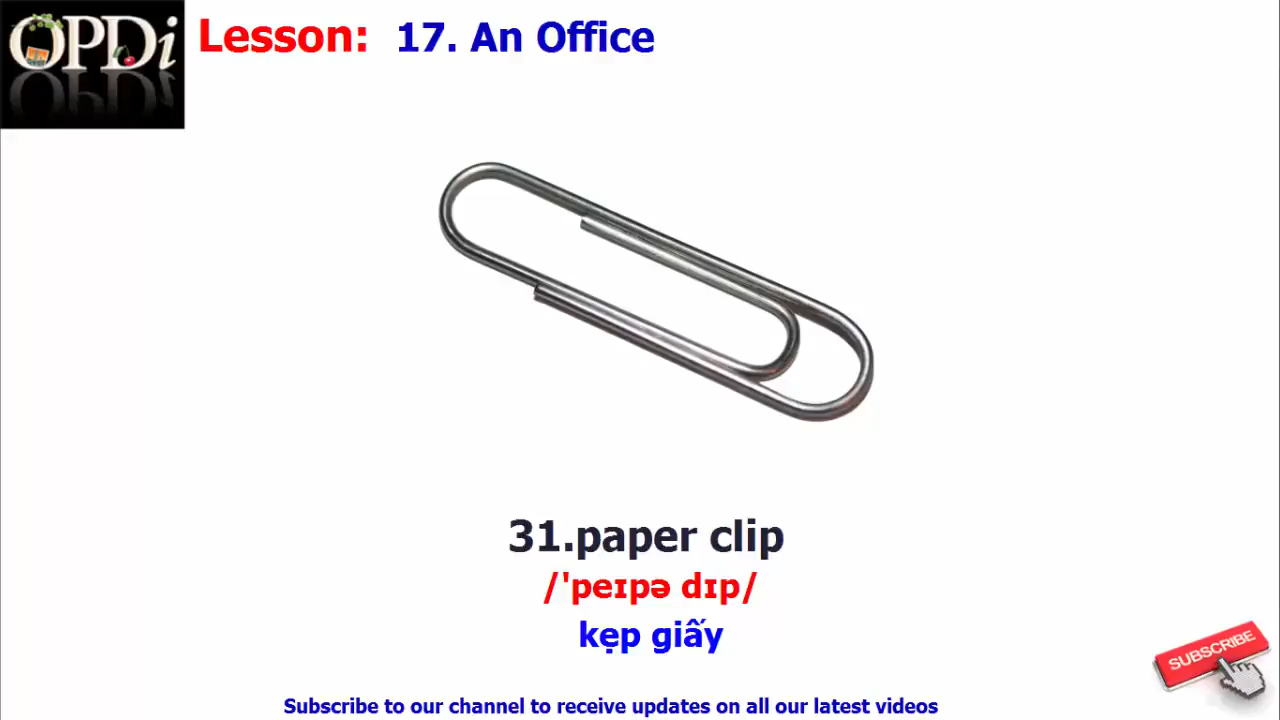 OPDi
Lesson: 17. An Office
31.paper clip
/ˈpeɪpə dɪp/
kẹp giấy
SUBSCRIBE
Subscribe to our channel to receive updates on all our latest videos